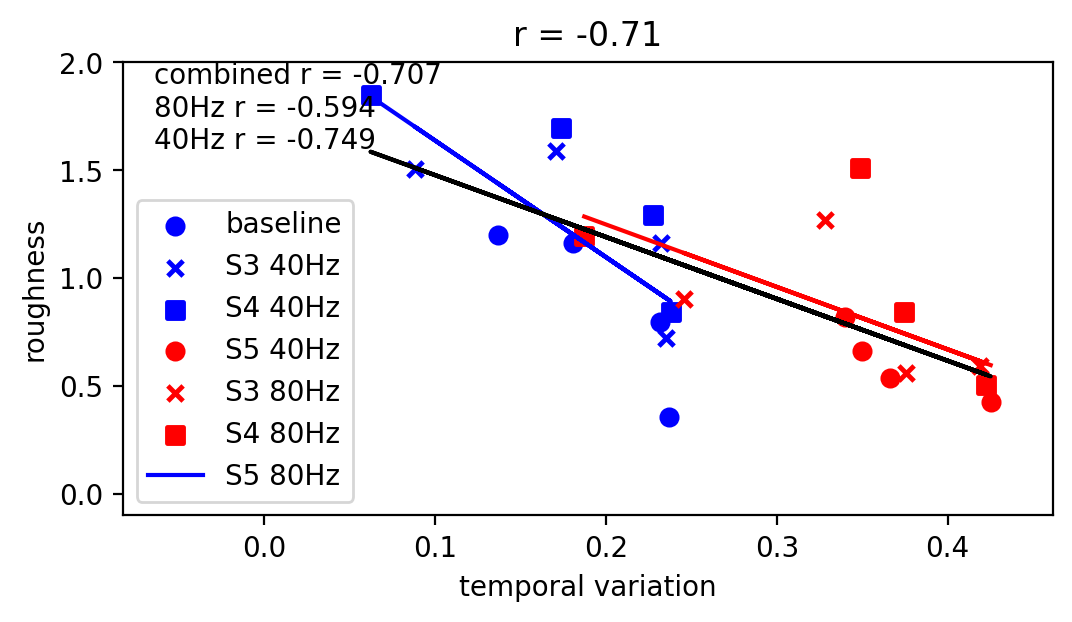 r = -0.71
combined r = -0.707
80Hz r = -0.594
40Hz r = -0.749
baseline
S3 40Hz
S4 40Hz
S5 40Hz
S3 80Hz
S4 80Hz
S5 80Hz
roughness
2.0
1.5
1.0
0.5
0.0
0.0 0.1 0.2 0.3 0.4
temporal variation